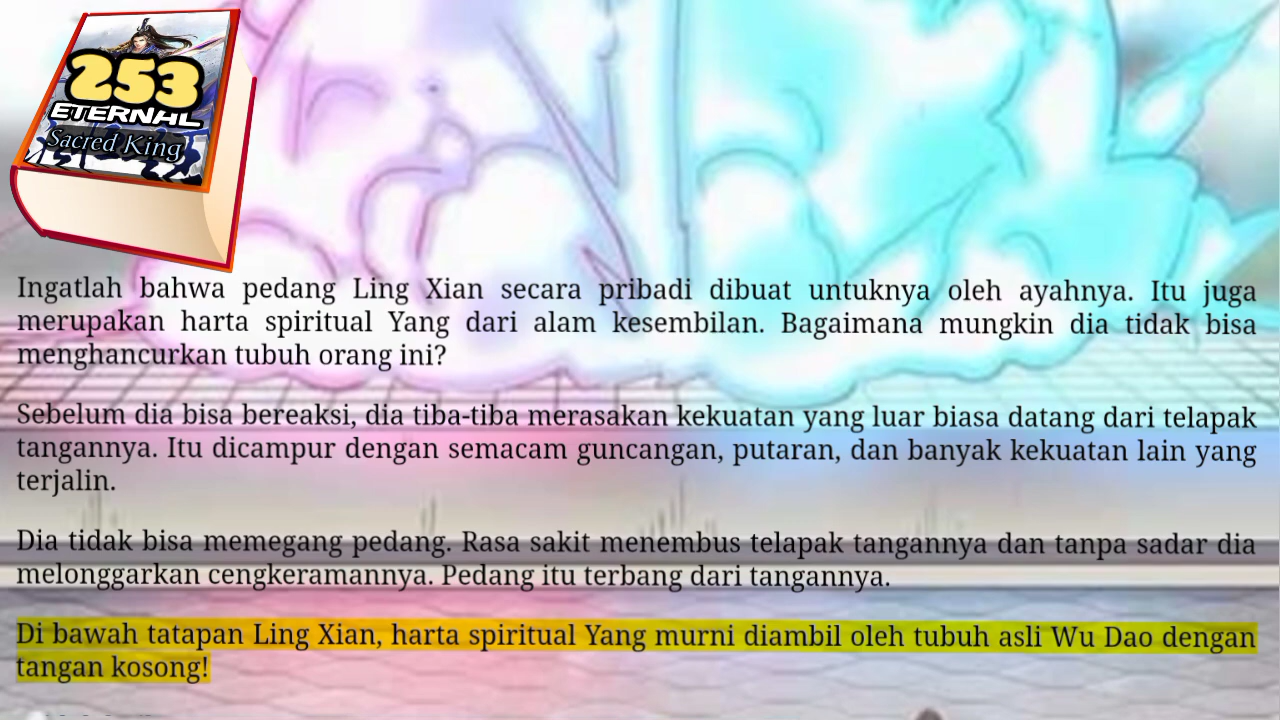 253
ETERNAL
Sacred King
Ingatlah bahwa pedang Ling Xian secara pribadi dibuat untuknya oleh ayahnya. Itu juga
merupakan harta spiritual Yang dari alam kesembilan. Bagaimana mungkin dia tidak bisa
menghancurkan tubuh orang ini?
Sebelum dia bisa bereaksi, dia tiba-tiba merasakan kekuatan yang luar biasa datang dari telapak
tangannya. Itu dicampur dengan semacam guncangan, putaran, dan banyak kekuatan lain yang
terjalin.
Dia tidak bisa memegang pedang. Rasa sakit menembus telapak tangannya dan tanpa sadar dia
melonggarkan cengkeramannya. Pedang itu terbang dari tangannya.
Di bawah tatapan Ling Xian, harta spiritual Yang murni diambil oleh tubuh asli Wu Dao dengan
tangan kosong!